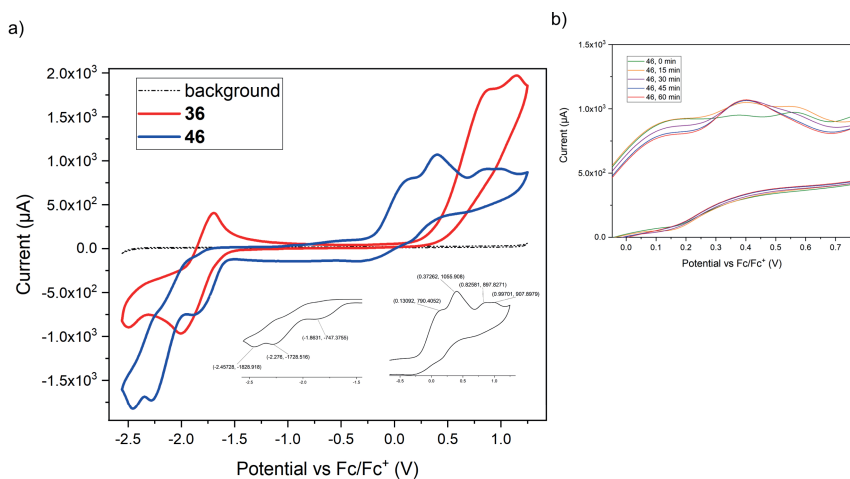 a)
2.0x10³
1.5x10³
1.0x10³
5.0x10²
0.0
-5.0x10²
-1.0x10³
-1.5x10³
Current (µA)
background
36
46
(-1.8831, -747.3755)
(-2.276, -1728.518)
(-2.45728, -1828.918)
-2.5
-2.0
-1.5
(0.37262, 1055.908)
(0.82581, 897.8271)
(0.13092, 790.4052)
(0.99701, 907.8979)
-0.5
0.0
0.5
1.0
-2.5 -2.0 -1.5 -1.0 -0.5 0.0 0.5 1.0
Potential vs Fc/Fc⁺ (V)
b)
1.5x10³
1.0x10³
5.0x10²
0.0
Current (µA)
46, 0 min
46, 15 min
46, 30 min
46, 45 min
46, 60 min
0.0 0.1 0.2 0.3 0.4 0.5 0.6 0.7
Potential vs Fc/Fc⁺ (V)